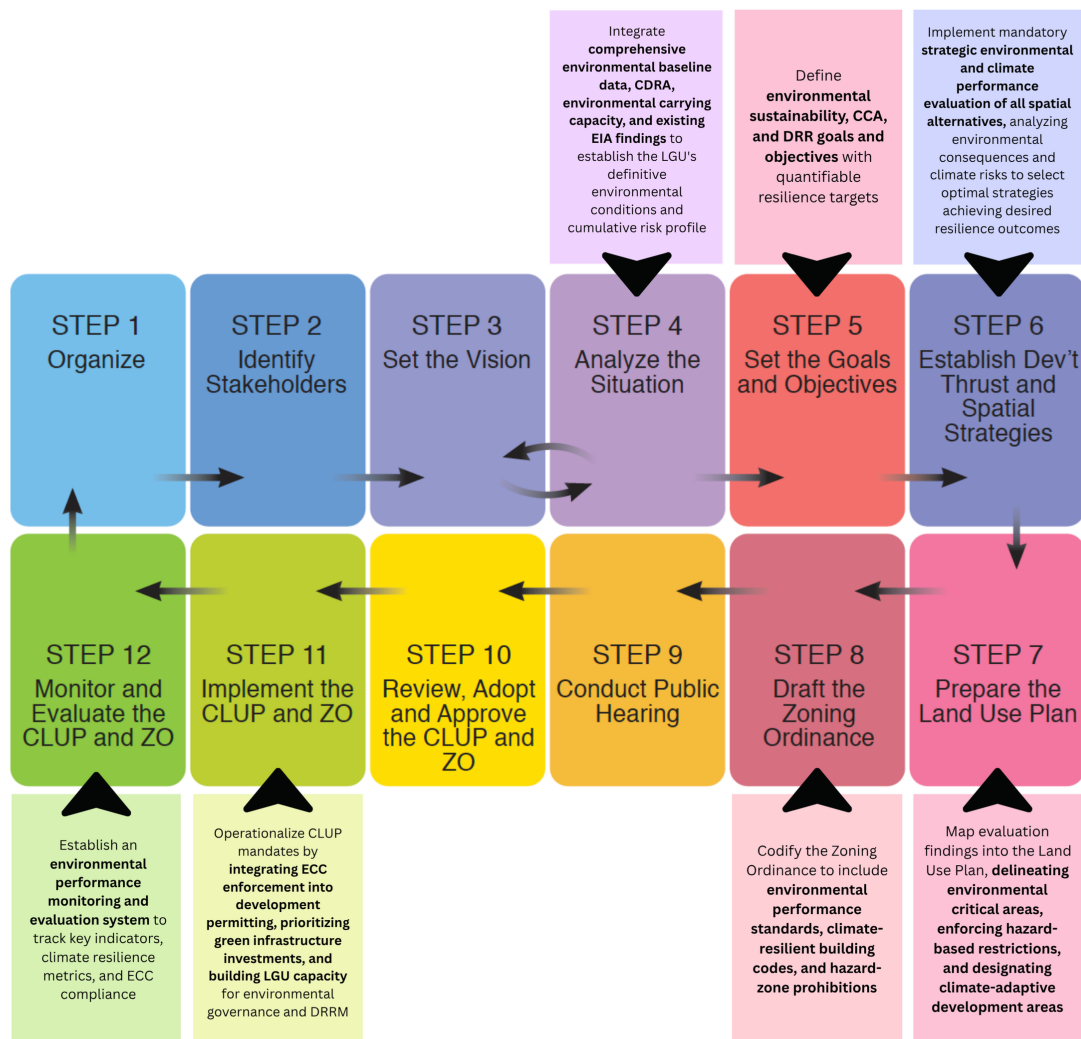 Integrate
comprehensive
environmental baseline
data, CDRA,
environmental carrying
capacity, and existing
EIA findings to
establish the LGU's
definitive
environmental
conditions and
cumulative risk profile
Define
environmental
sustainability, CCA,
and DRR goals and
objectives with
quantifiable
resilience targets
Implement mandatory
strategic environmental
and climate
performance
evaluation of all spatial
alternatives, analyzing
environmental
consequences and
climate risks to select
optimal strategies
achieving desired
resilience outcomes
STEP 1
Organize
STEP 2
Identify
Stakeholders
STEP 3
Set the Vision
STEP 4
Analyze the
Situation
STEP 5
Set the Goals
and Objectives
STEP 6
Establish Dev't
Thrust and
Spatial
Strategies
STEP 12
Monitor and
Evaluate the
CLUP and ZO
STEP 11
Implement the
CLUP and ZO
STEP 10
Review, Adopt
and Approve
the CLUP and
ZO
STEP 9
Conduct Public
Hearing
STEP 8
Draft the
Zoning
Ordinance
STEP 7
Prepare the
Land Use Plan
Establish an
environmental
performance
monitoring and
evaluation system to
track key indicators,
climate resilience
metrics, and ECC
compliance
Operationalize CLUP
mandates by
integrating ECC
enforcement into
development
permitting, prioritizing
green infrastructure
investments, and
building LGU capacity
for environmental
governance and DRRM
Codify the Zoning
Ordinance to include
environmental
performance
standards, climate-
resilient building
codes, and hazard-
zone prohibitions
Map evaluation
findings into the Land
Use Plan, delineating
environmental
critical areas,
enforcing hazard-
based restrictions,
and designating
climate-adaptive
development areas